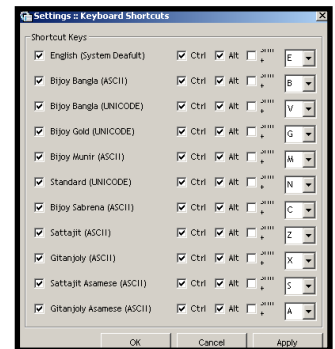 Settings :: Keyboard Shortcuts
Shortcut Keys
English (System Deafult) Ctrl Alt E
Bijoy Bangla (ASCII) Ctrl Alt B
Bijoy Bangla (UNICODE) Ctrl Alt V
Bijoy Gold (UNICODE) Ctrl Alt G
Bijoy Munir (ASCII) Ctrl Alt M
Standard (UNICODE) Ctrl Alt N
Bijoy Sabrena (ASCII) Ctrl Alt C
Sattajit (ASCII) Ctrl Alt Z
Gitanjoly (ASCII) Ctrl Alt X
Sattajit Asamese (ASCII) Ctrl Alt S
Gitanjoly Asamese (ASCII) Ctrl Alt A
OK Cancel Apply